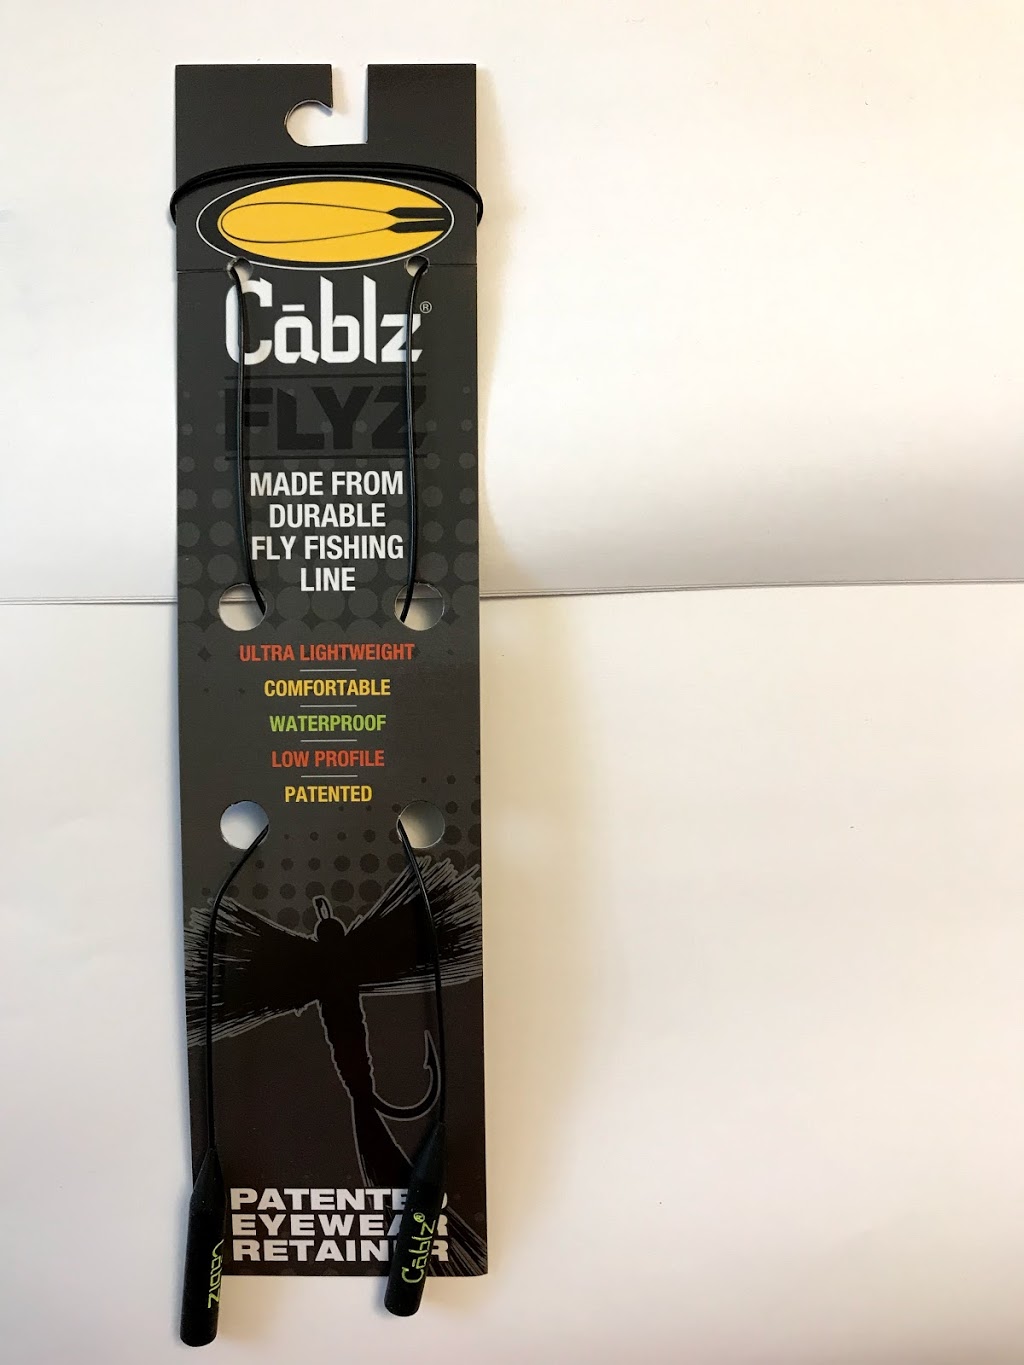 Cāblz®
FLYZ
MADE FROM
DURABLE
FLY FISHING
LINE
ULTRA LIGHTWEIGHT
COMFORTABLE
WATERPROOF
LOW PROFILE
PATENTED
PATENTED
EYEWEAR
RETAINER
Cāblz
Cāblz®